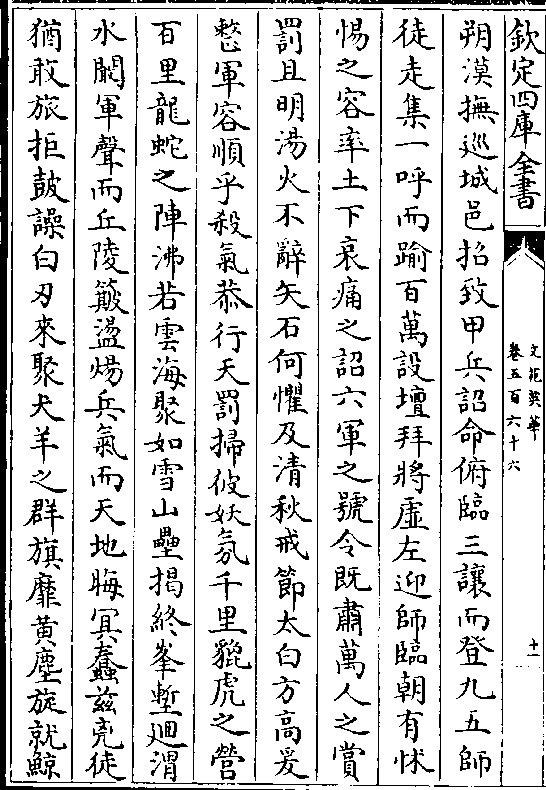 欽定四庫全書
文苑英華
卷五百六十六
十一
朔漠撫巡城邑招致甲兵詔命俯臨三讓而登九五師
徒走集一呼而踰百萬設壇拜將虛左迎師臨朝有怵
惕之容率土下哀痛之詔六軍之號令既肅萬人之賞
罰且明湯火不辭矢石何懼及清秋戒節太白方高爰
整軍容順乎殺氣恭行天罰掃彼妖氛千里貔虎之營
百里龍蛇之陣沸若雲海聚如雪山壘揭終峯塹廻渭
水闞軍聲而丘陵簸盪煬兵氣而天地晦冥蠢兹兇徒
猶敢旅拒鼓譟白刃來聚犬羊之群旗靡黄塵旋就鯨